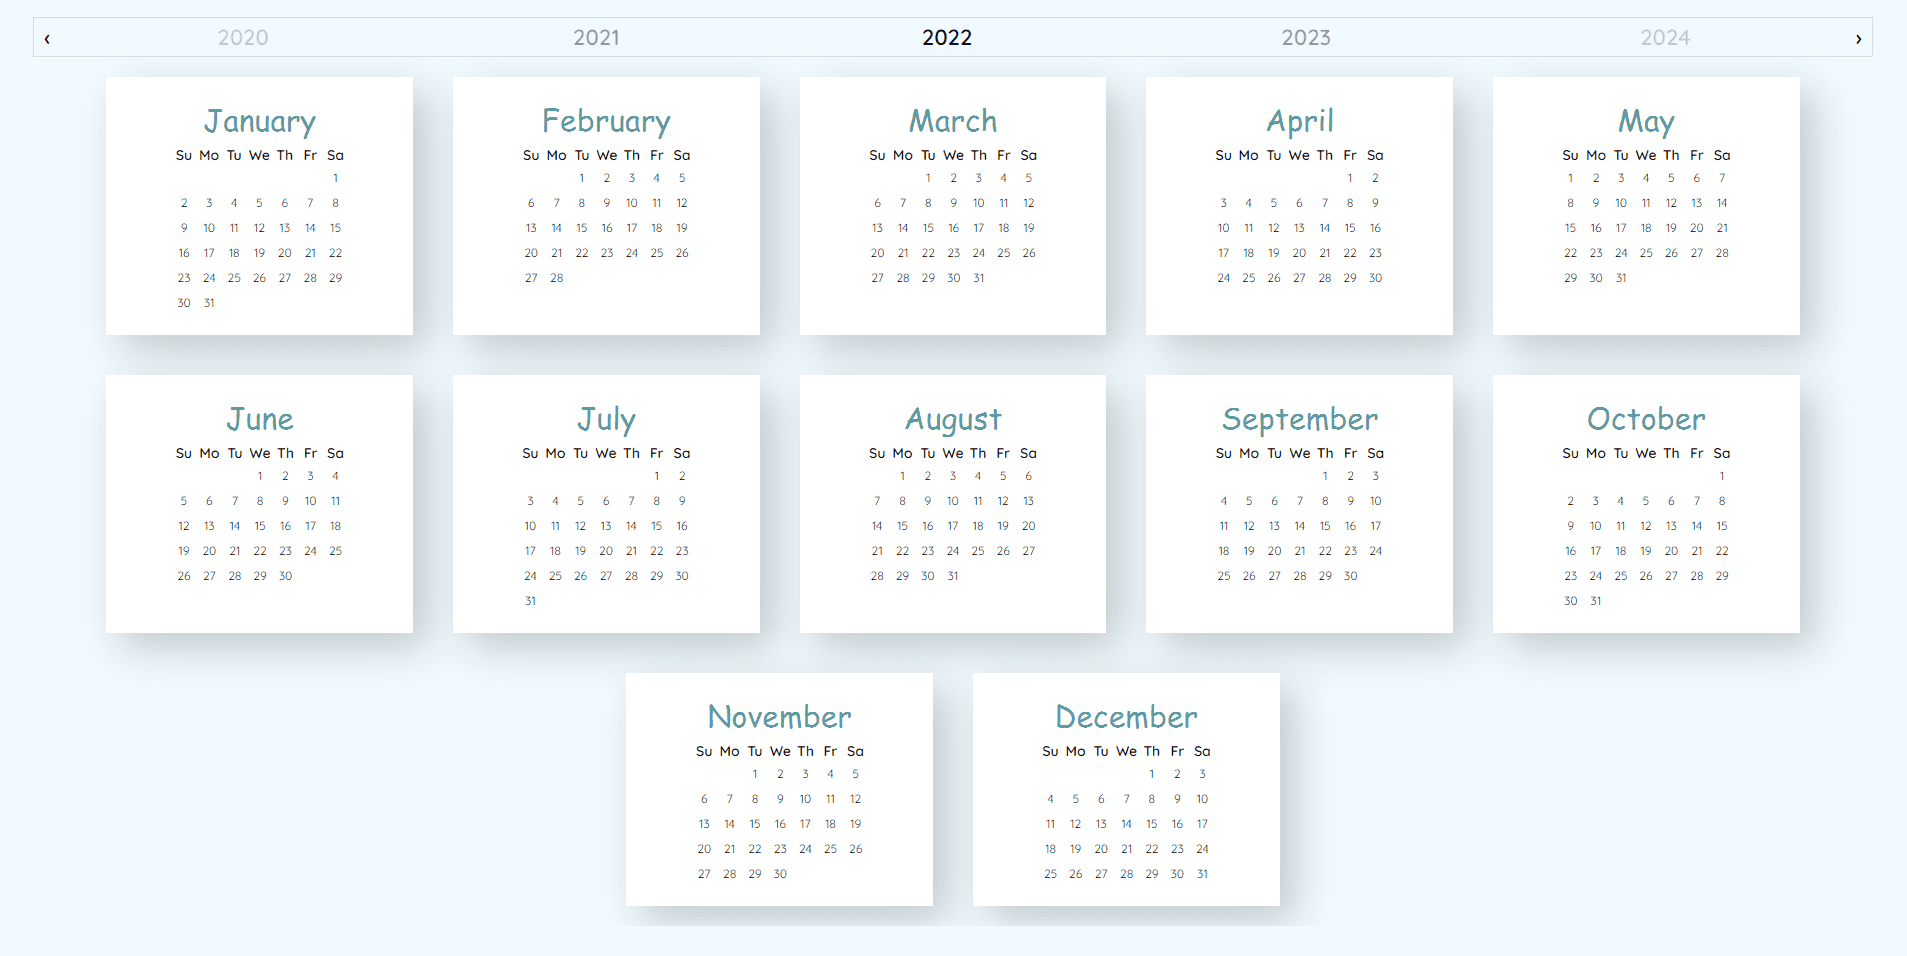 ‹ 2020 2021 2022 2023 2024 ›
January
Su Mo Tu We Th Fr Sa
1
2 3 4 5 6 7 8
9 10 11 12 13 14 15
16 17 18 19 20 21 22
23 24 25 26 27 28 29
30 31
February
Su Mo Tu We Th Fr Sa
1 2 3 4 5
6 7 8 9 10 11 12
13 14 15 16 17 18 19
20 21 22 23 24 25 26
27 28
March
Su Mo Tu We Th Fr Sa
1 2 3 4 5
6 7 8 9 10 11 12
13 14 15 16 17 18 19
20 21 22 23 24 25 26
27 28 29 30 31
April
Su Mo Tu We Th Fr Sa
1 2
3 4 5 6 7 8 9
10 11 12 13 14 15 16
17 18 19 20 21 22 23
24 25 26 27 28 29 30
May
Su Mo Tu We Th Fr Sa
1 2 3 4 5 6 7
8 9 10 11 12 13 14
15 16 17 18 19 20 21
22 23 24 25 26 27 28
29 30 31
June
Su Mo Tu We Th Fr Sa
1 2 3 4
5 6 7 8 9 10 11
12 13 14 15 16 17 18
19 20 21 22 23 24 25
26 27 28 29 30
July
Su Mo Tu We Th Fr Sa
1 2
3 4 5 6 7 8 9
10 11 12 13 14 15 16
17 18 19 20 21 22 23
24 25 26 27 28 29 30
31
August
Su Mo Tu We Th Fr Sa
1 2 3 4 5 6
7 8 9 10 11 12 13
14 15 16 17 18 19 20
21 22 23 24 25 26 27
28 29 30 31
September
Su Mo Tu We Th Fr Sa
1 2 3
4 5 6 7 8 9 10
11 12 13 14 15 16 17
18 19 20 21 22 23 24
25 26 27 28 29 30
October
Su Mo Tu We Th Fr Sa
1
2 3 4 5 6 7 8
9 10 11 12 13 14 15
16 17 18 19 20 21 22
23 24 25 26 27 28 29
30 31
November
Su Mo Tu We Th Fr Sa
1 2 3 4 5
6 7 8 9 10 11 12
13 14 15 16 17 18 19
20 21 22 23 24 25 26
27 28 29 30
December
Su Mo Tu We Th Fr Sa
1 2 3
4 5 6 7 8 9 10
11 12 13 14 15 16 17
18 19 20 21 22 23 24
25 26 27 28 29 30 31